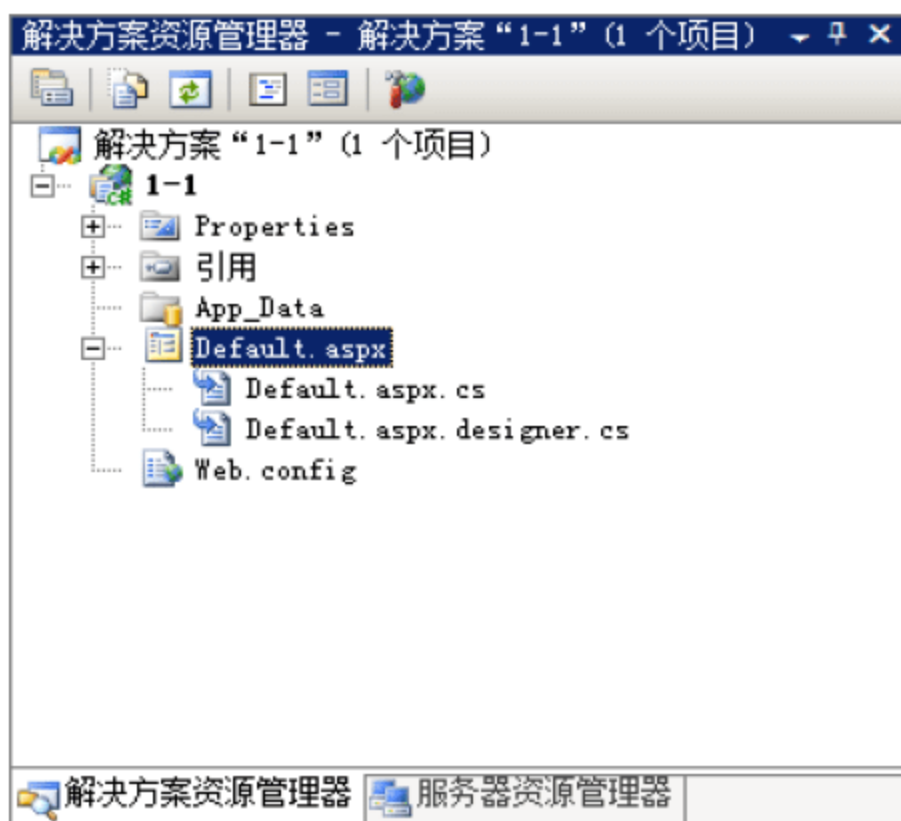 解决方案资源管理器 - 解决方案“1-1”(1 个项目)
解决方案“1-1”(1 个项目)
1-1
Properties
引用
App_Data
Default.aspx
Default.aspx.cs
Default.aspx.designer.cs
Web.config
解决方案资源管理器 服务器资源管理器